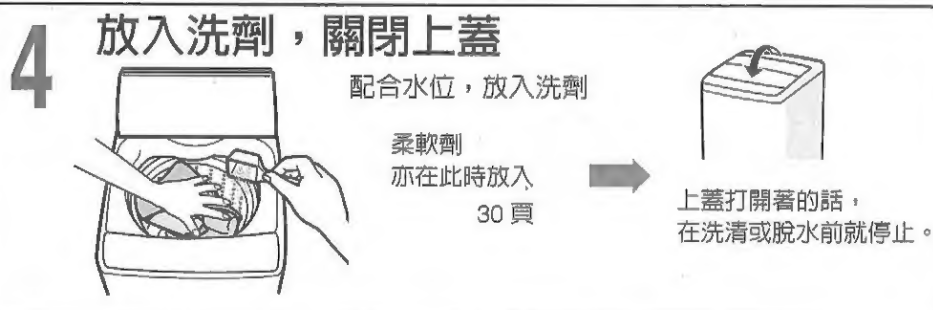 4
放入洗劑，關閉上蓋
配合水位，放入洗劑
柔軟劑
亦在此時放入
30 頁
上蓋打開著的話，
在洗清或脫水前就停止。